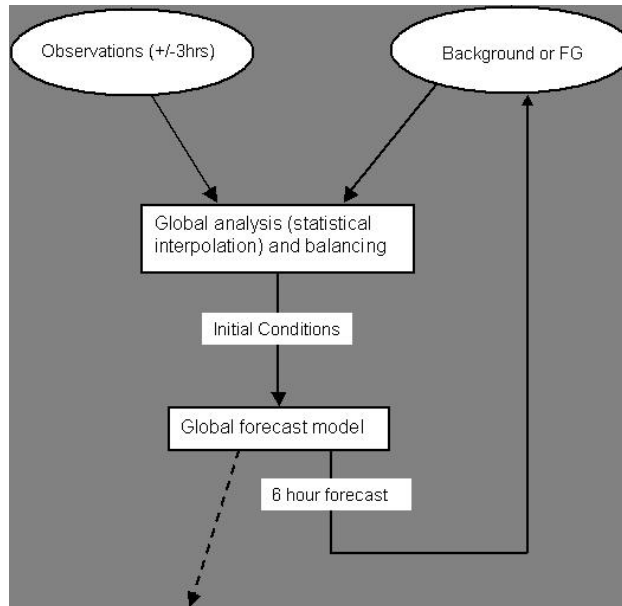 Observations (+/-3hrs)
Background or FG
Global analysis (statistical
interpolation) and balancing
Initial Conditions
Global forecast model
6 hour forecast